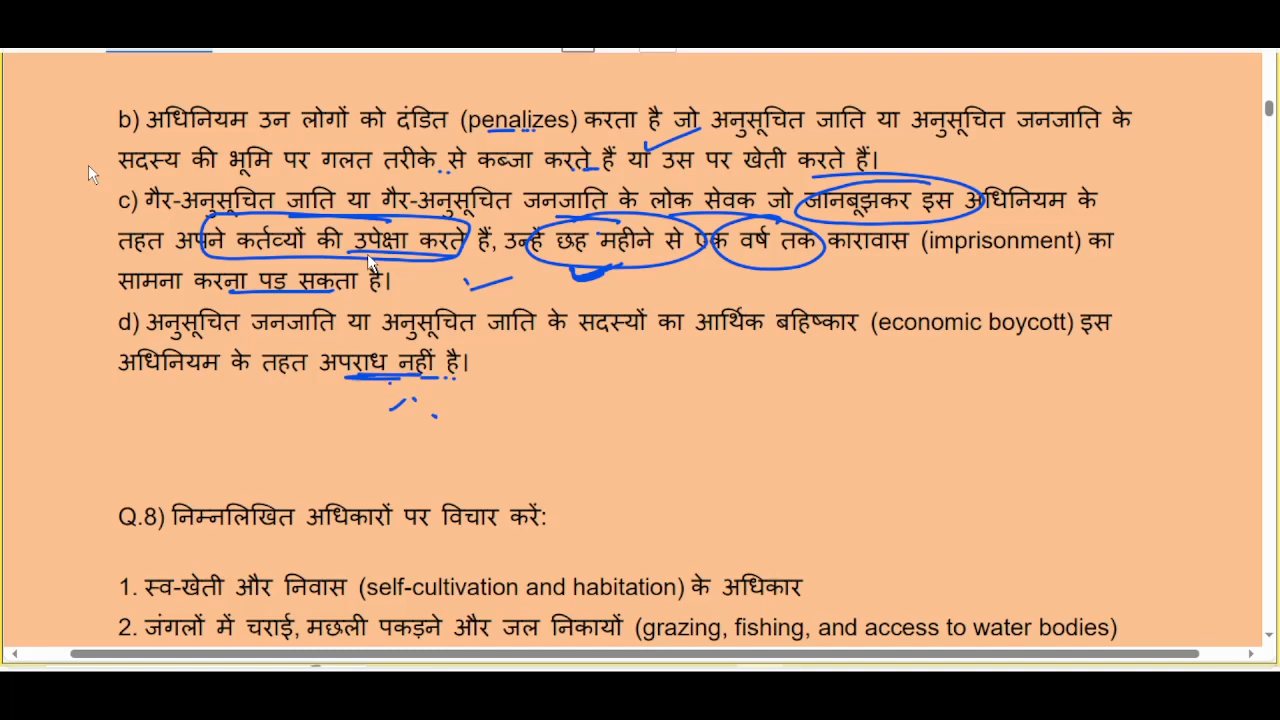 b) अधिनियम उन लोगों को दंडित (penalizes) करता है जो अनुसूचित जाति या अनुसूचित जनजाति के
सदस्य की भूमि पर गलत तरीके से कब्जा करते हैं या उस पर खेती करते हैं।
c) गैर-अनुसूचित जाति या गैर-अनुसूचित जनजाति के लोक सेवक जो जानबूझकर इस अधिनियम के
तहत अपने कर्तव्यों की उपेक्षा करते हैं, उन्हें छह महीने से एक वर्ष तक कारावास (imprisonment) का
सामना करना पड़ सकता है।
d) अनुसूचित जनजाति या अनुसूचित जाति के सदस्यों का आर्थिक बहिष्कार (economic boycott) इस
अधिनियम के तहत अपराध नहीं है।
Q.8) निम्नलिखित अधिकारों पर विचार करें:
1. स्व-खेती और निवास (self-cultivation and habitation) के अधिकार
2. जंगलों में चराई, मछली पकड़ने और जल निकायों (grazing, fishing, and access to water bodies)